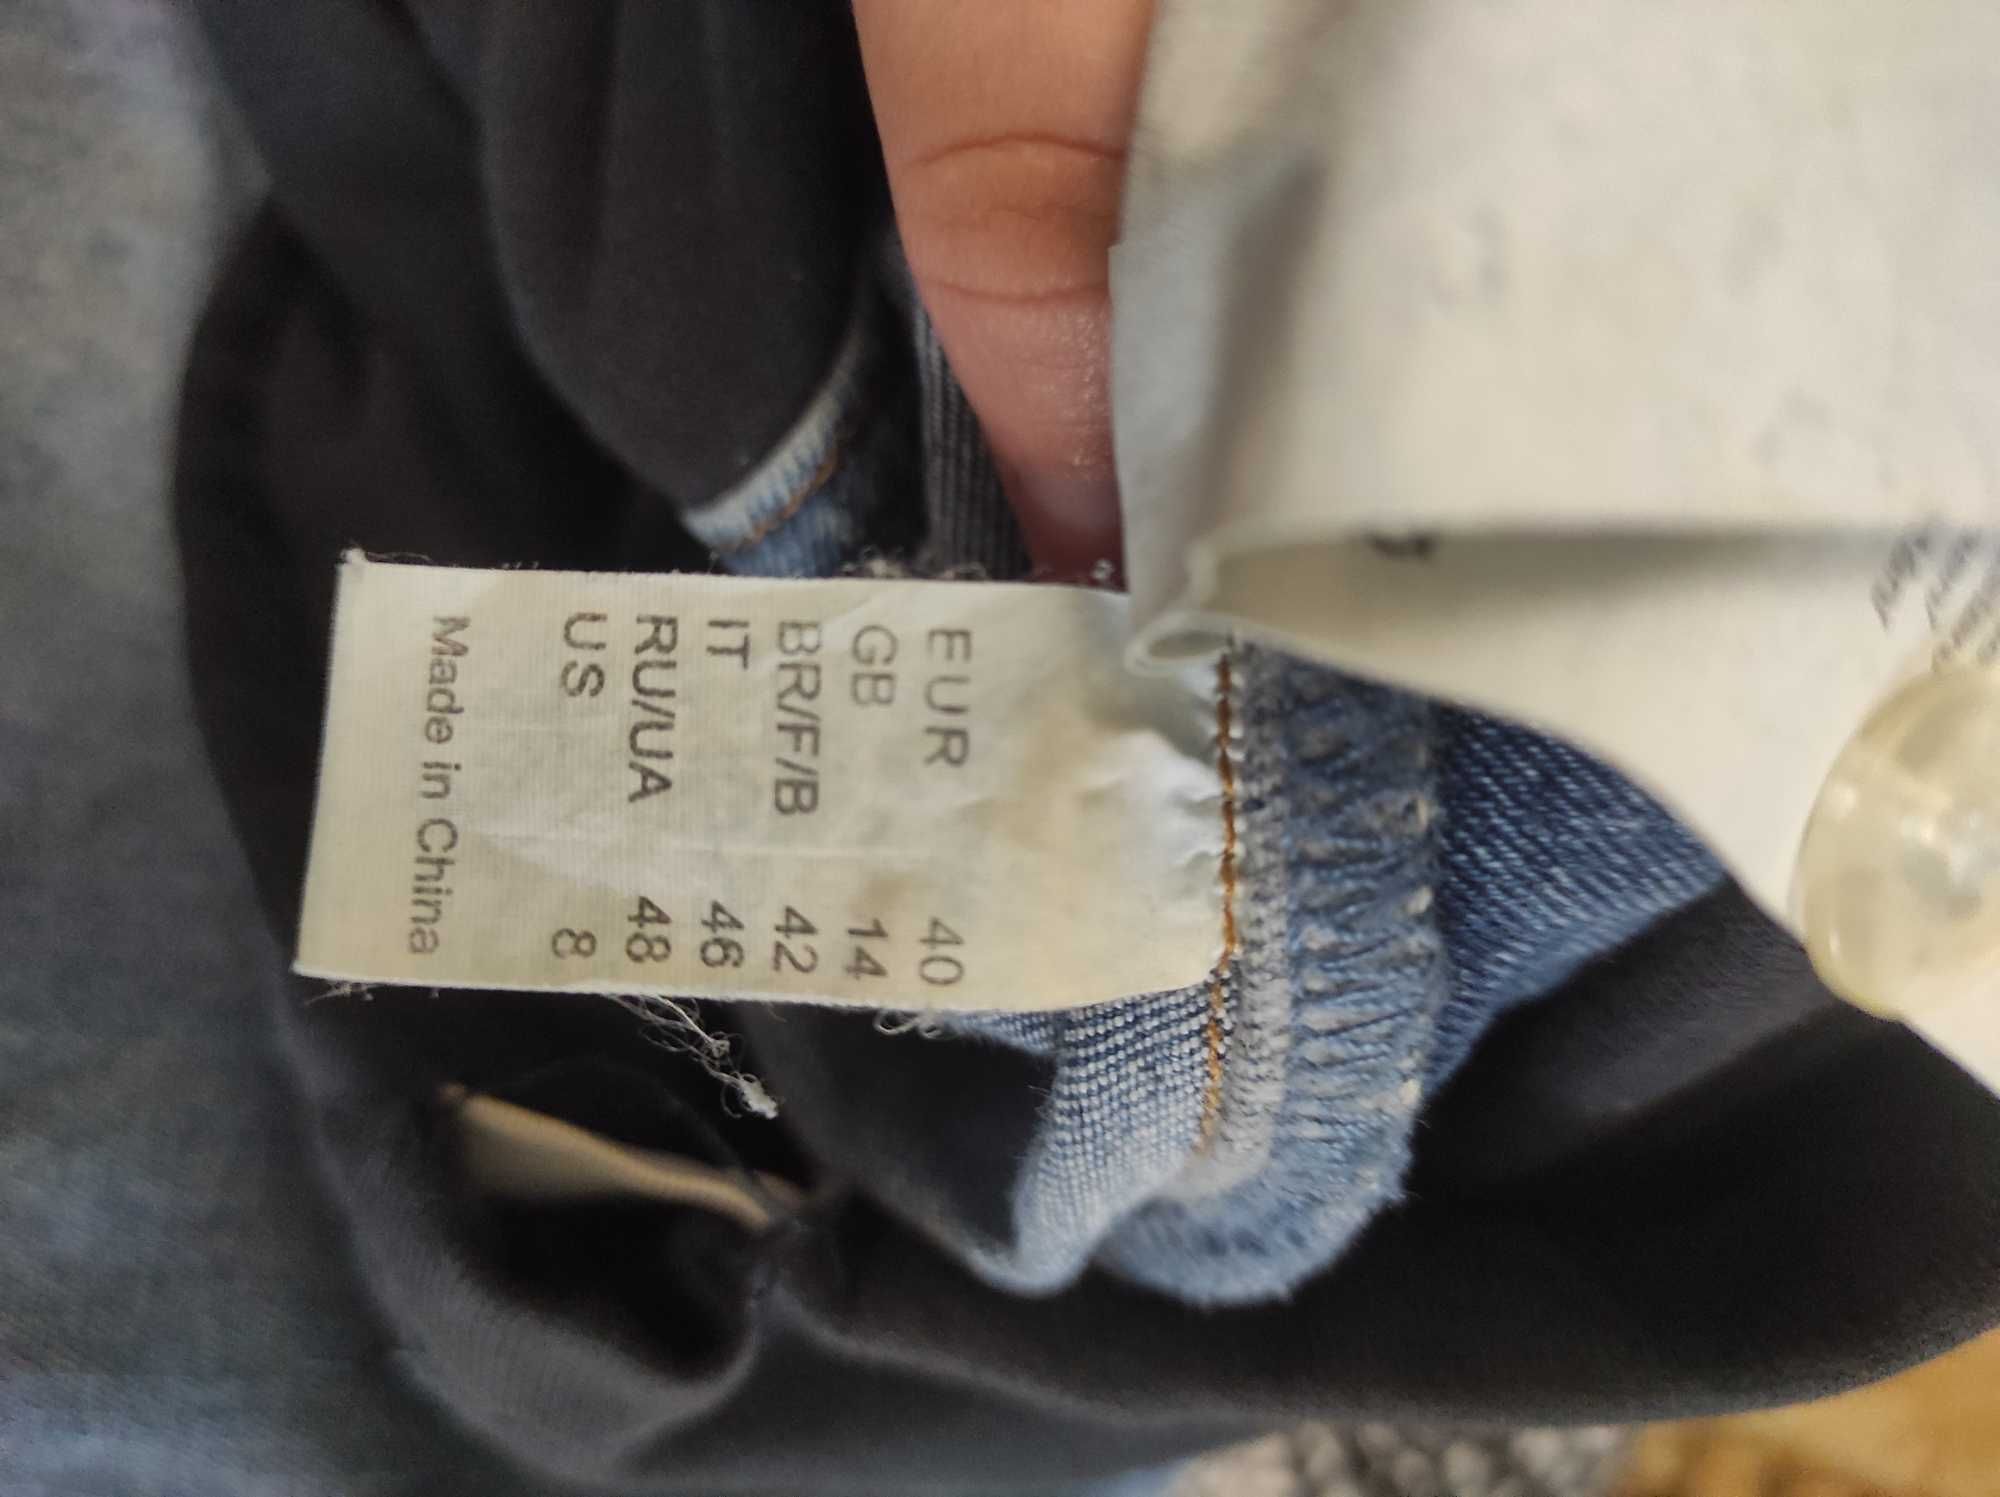 EUR 40
GB 14
BR/F/B 42
IT 46
RU/UA 48
US 8
Made in China